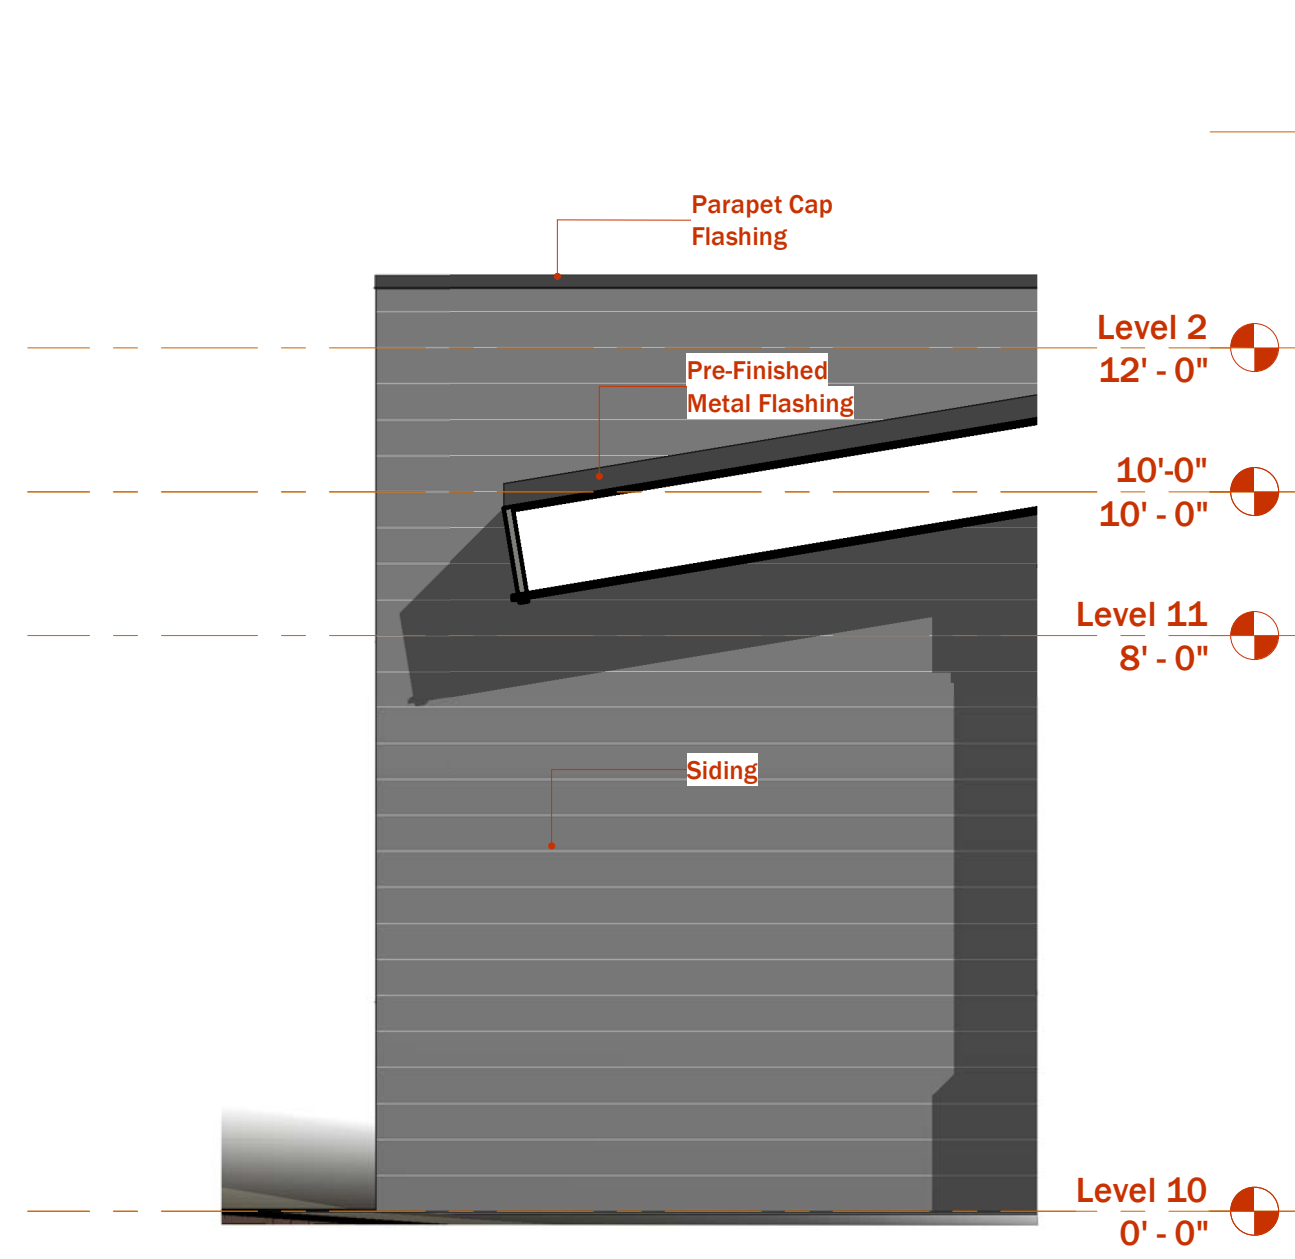 Parapet Cap
Flashing
Level 2
12' - 0"
Pre-Finished
Metal Flashing
10'-0"
10' - 0"
Level 11
8' - 0"
Siding
Level 10
0' - 0"